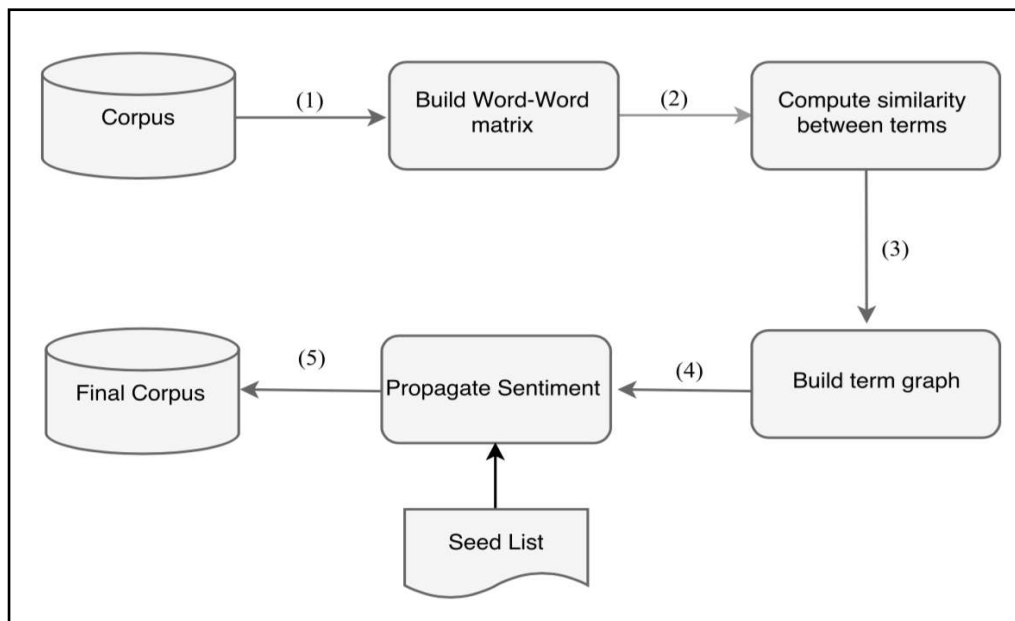 Corpus
(1)
Build Word-Word
matrix
(2)
Compute similarity
between terms
(3)
Build term graph
(4)
Propagate Sentiment
(5)
Final Corpus
Seed List